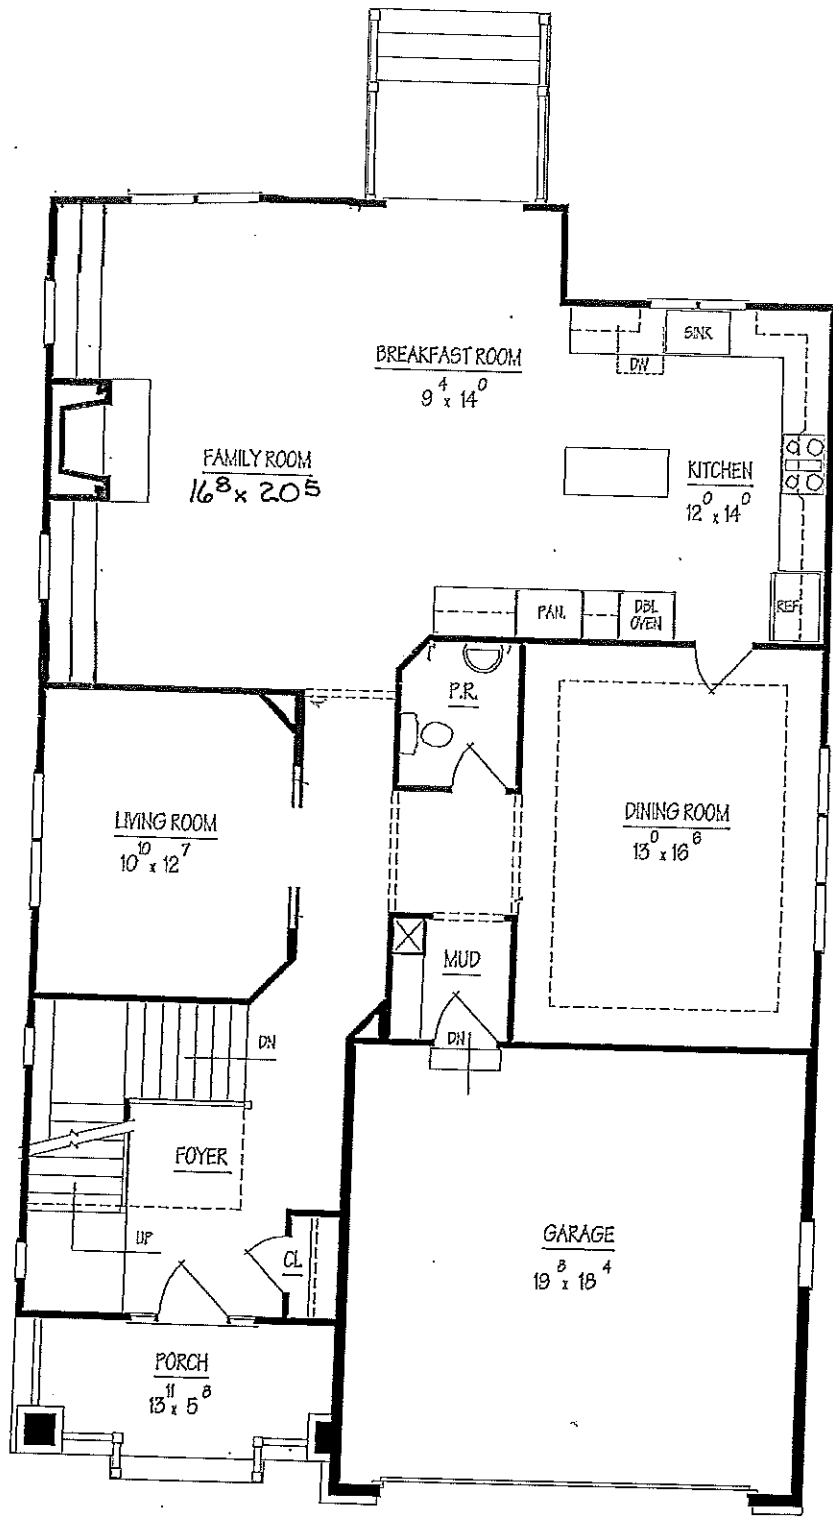 SINK
DW
BREAKFAST ROOM
9⁴ x 14⁰
FAMILY ROOM
16⁸ x 20⁵
KITCHEN
12⁰ x 14⁰
PAN.
DBL
OVEN
REF
P.R.
LIVING ROOM
10¹⁰ x 12⁷
DINING ROOM
13⁰ x 16⁶
MUD
DN
DN
FOYER
UP
CL
GARAGE
19⁸ x 18⁴
PORCH
13¹¹ x 5⁸